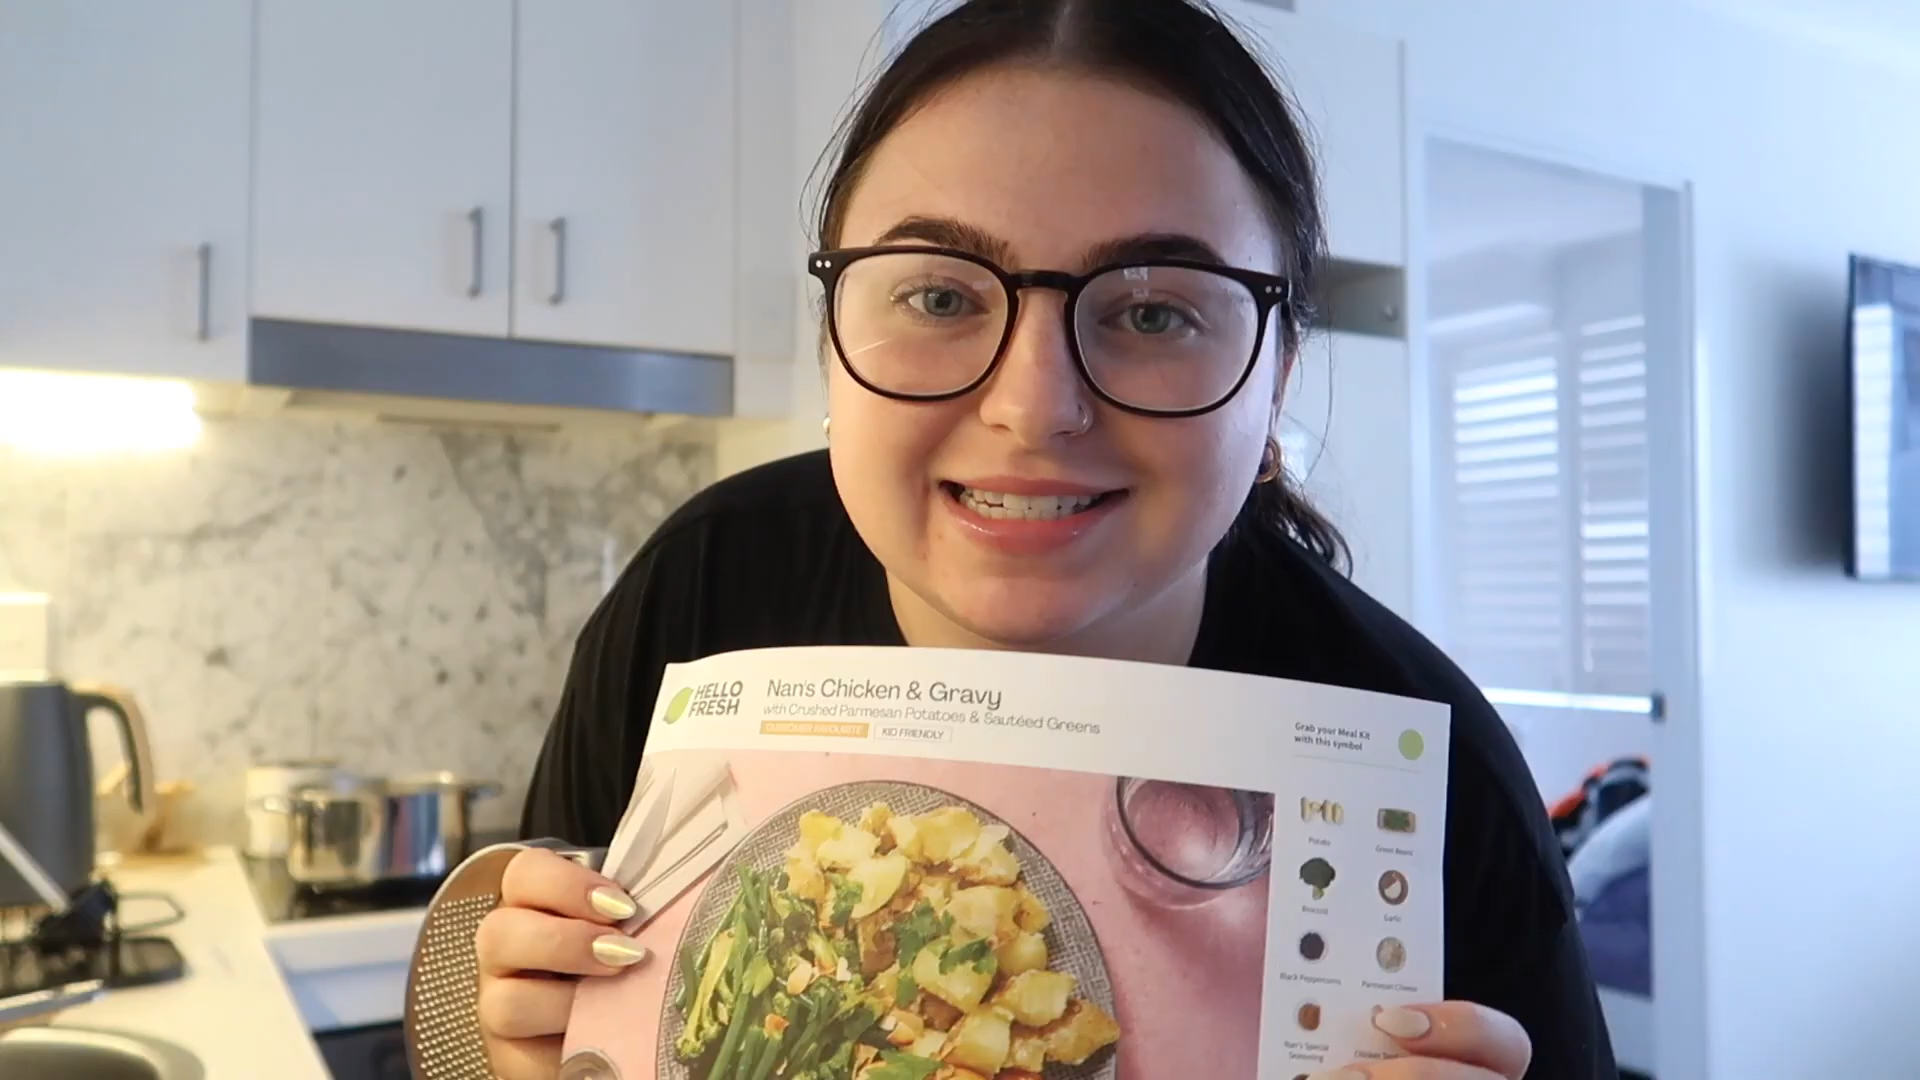 HELLO
FRESH
Nan's Chicken & Gravy
with Crushed Parmesan Potatoes & Sautéed Greens
CUSTOMER FAVOURITE
KID FRIENDLY
Grab your Meal Kit
with this symbol
Potato
Green Beans
Broccoli
Garlic
Black Peppercorns
Parmesan Cheese
Nan's Special
Seasoning
Chicken